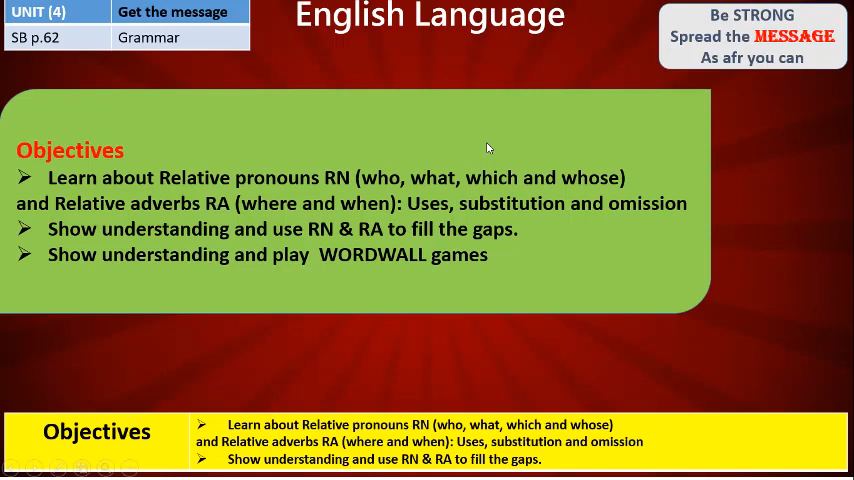 UNIT (4) Get the message
SB p.62 Grammar
English Language
Be STRONG
Spread the MESSAGE
As afr you can
Objectives
➢ Learn about Relative pronouns RN (who, what, which and whose)
and Relative adverbs RA (where and when): Uses, substitution and omission
➢ Show understanding and use RN & RA to fill the gaps.
➢ Show understanding and play WORDWALL games
Objectives
➢ Learn about Relative pronouns RN (who, what, which and whose)
and Relative adverbs RA (where and when): Uses, substitution and omission
➢ Show understanding and use RN & RA to fill the gaps.